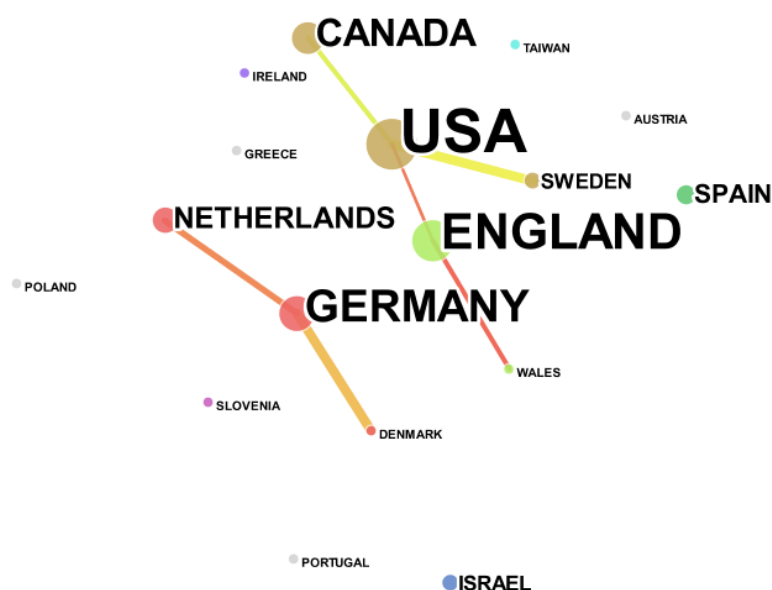 CANADA
TAIWAN
IRELAND
AUSTRIA
USA
GREECE
SWEDEN
SPAIN
NETHERLANDS
ENGLAND
POLAND
GERMANY
WALES
SLOVENIA
DENMARK
PORTUGAL
ISRAEL